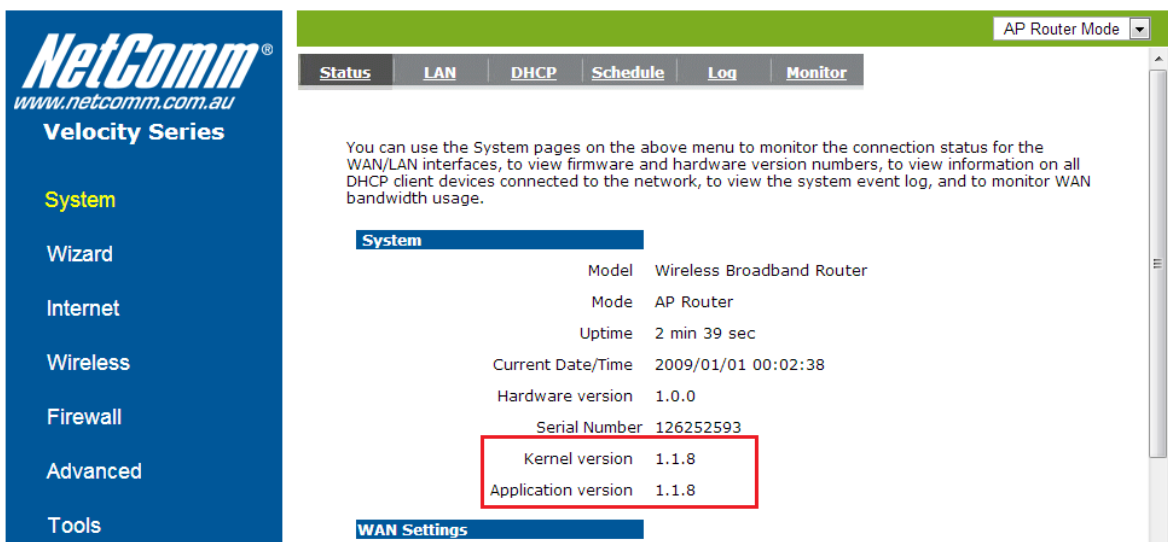 AP Router Mode
NetComm®
www.netcomm.com.au
Velocity Series
System
Wizard
Internet
Wireless
Firewall
Advanced
Tools
Status LAN DHCP Schedule Log Monitor
You can use the System pages on the above menu to monitor the connection status for the
WAN/LAN interfaces, to view firmware and hardware version numbers, to view information on all
DHCP client devices connected to the network, to view the system event log, and to monitor WAN
bandwidth usage.
System
Model Wireless Broadband Router
Mode AP Router
Uptime 2 min 39 sec
Current Date/Time 2009/01/01 00:02:38
Hardware version 1.0.0
Serial Number 126252593
Kernel version 1.1.8
Application version 1.1.8
WAN Settings